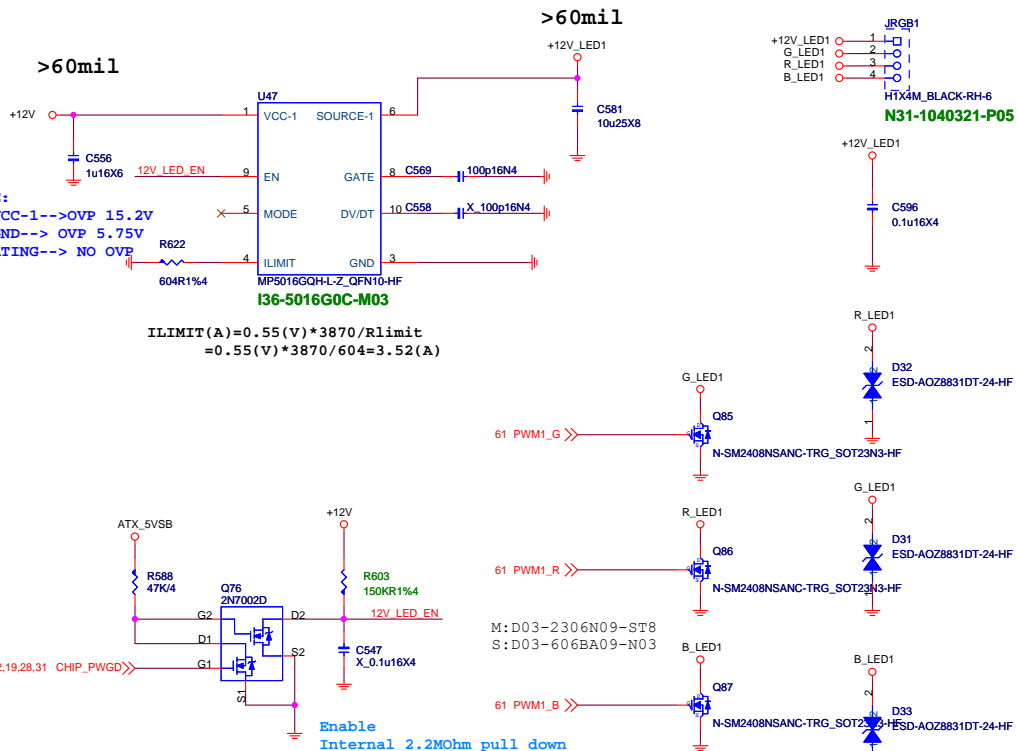 >60mil
>60mil
+12V_LED1
JRGB1
+12V_LED1 1
G_LED1 2
R_LED1 3
B_LED1 4
H1X4M_BLACK-RH-6
N31-1040321-P05
+12V
U47
1 VCC-1 SOURCE-1 6
C581
10u25X8
C556
1u16X6
12V_LED_EN 9 EN GATE 8 C569 100p16N4
5 MODE DV/DT 10 C558 X_100p16N4
CC-1-->OVP 15.2V
ND--> OVP 5.75V
TING--> NO OVP
R622
604R1%4
4 ILIMIT GND 3
MP5016GQH-L-Z_QFN10-HF
I36-5016G0C-M03
ILIMIT(A)=0.55(V)*3870/Rlimit
=0.55(V)*3870/604=3.52(A)
+12V_LED1
C596
0.1u16X4
R_LED1
2
D32
ESD-AOZ8831DT-24-HF
1
G_LED1
Q85
61 PWM1_G
N-SM2408NSANC-TRG_SOT23N3-HF
G_LED1
2
D31
ESD-AOZ8831DT-24-HF
1
R_LED1
Q86
61 PWM1_R
N-SM2408NSANC-TRG_SOT23N3-HF
M:D03-2306N09-ST8
S:D03-606BA09-N03
B_LED1
Q87
61 PWM1_B
N-SM2408NSANC-TRG_SOT23N3-HF
B_LED1
2
D33
ESD-AOZ8831DT-24-HF
ATX_5VSB
R588
47K/4
Q76
2N7002D
+12V
R603
150KR1%4
G2 D2 12V_LED_EN
D1 S2
C547
X_0.1u16X4
2,19,28,31 CHIP_PWGD G1
S1
Enable
Internal 2.2MOhm pull down